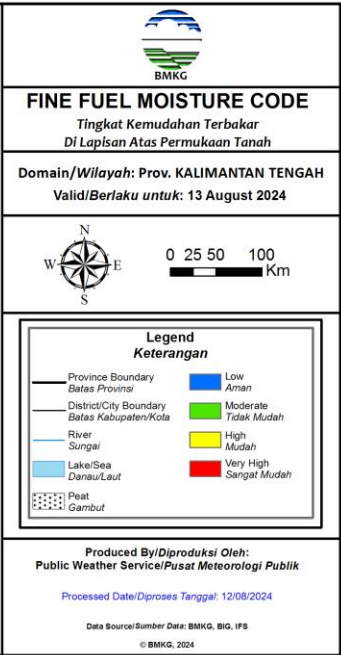 BMKG
FINE FUEL MOISTURE CODE
Tingkat Kemudahan Terbakar
Di Lapisan Atas Permukaan Tanah
Domain/Wilayah: Prov. KALIMANTAN TENGAH
Valid/Berlaku untuk: 13 August 2024
N
W E
S
0 25 50 100
Km
Legend
Keterangan
Province Boundary
Batas Provinsi
District/City Boundary
Batas Kabupaten/Kota
River
Sungai
Lake/Sea
Danau/Laut
Peat
Gambut
Low
Aman
Moderate
Tidak Mudah
High
Mudah
Very High
Sangat Mudah
Produced By/Diproduksi Oleh:
Public Weather Service/Pusat Meteorologi Publik
Processed Date/Diproses Tanggal: 12/08/2024
Data Source/Sumber Data: BMKG, BIG, IFS
© BMKG, 2024